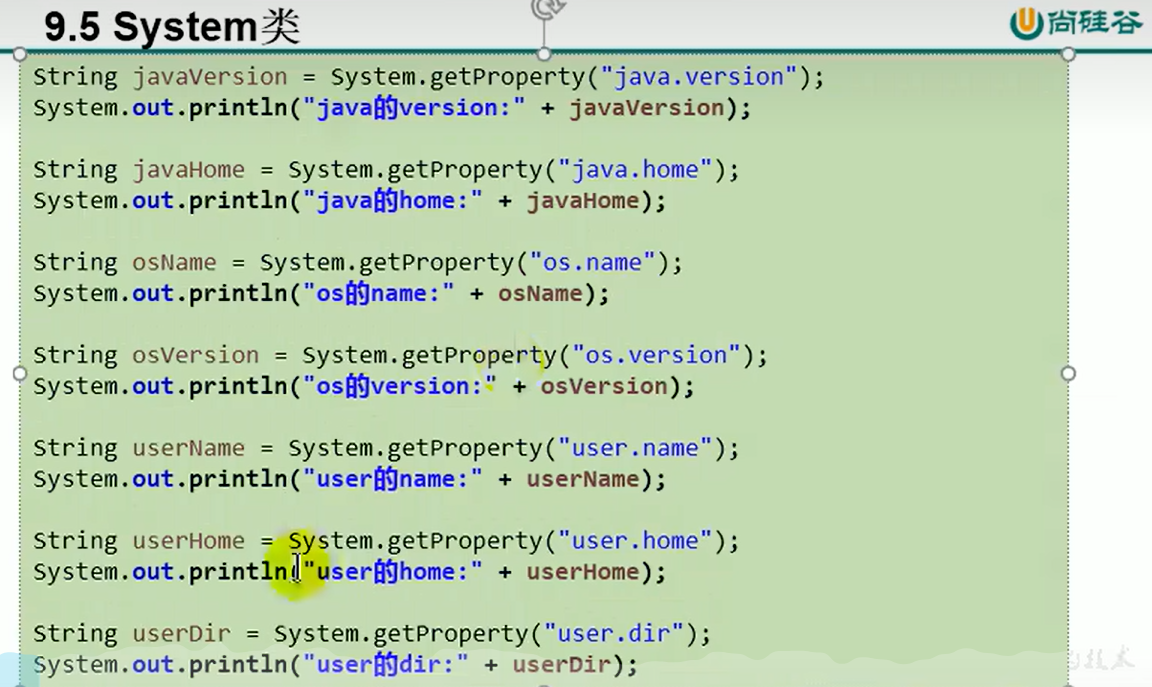 9.5 System类
尚硅谷
String javaVersion = System.getProperty("java.version");
System.out.println("java的version:" + javaVersion);
String javaHome = System.getProperty("java.home");
System.out.println("java的home:" + javaHome);
String osName = System.getProperty("os.name");
System.out.println("os的name:" + osName);
String osVersion = System.getProperty("os.version");
System.out.println("os的version:" + osVersion);
String userName = System.getProperty("user.name");
System.out.println("user的name:" + userName);
String userHome = System.getProperty("user.home");
System.out.println("user的home:" + userHome);
String userDir = System.getProperty("user.dir");
System.out.println("user的dir:" + userDir);